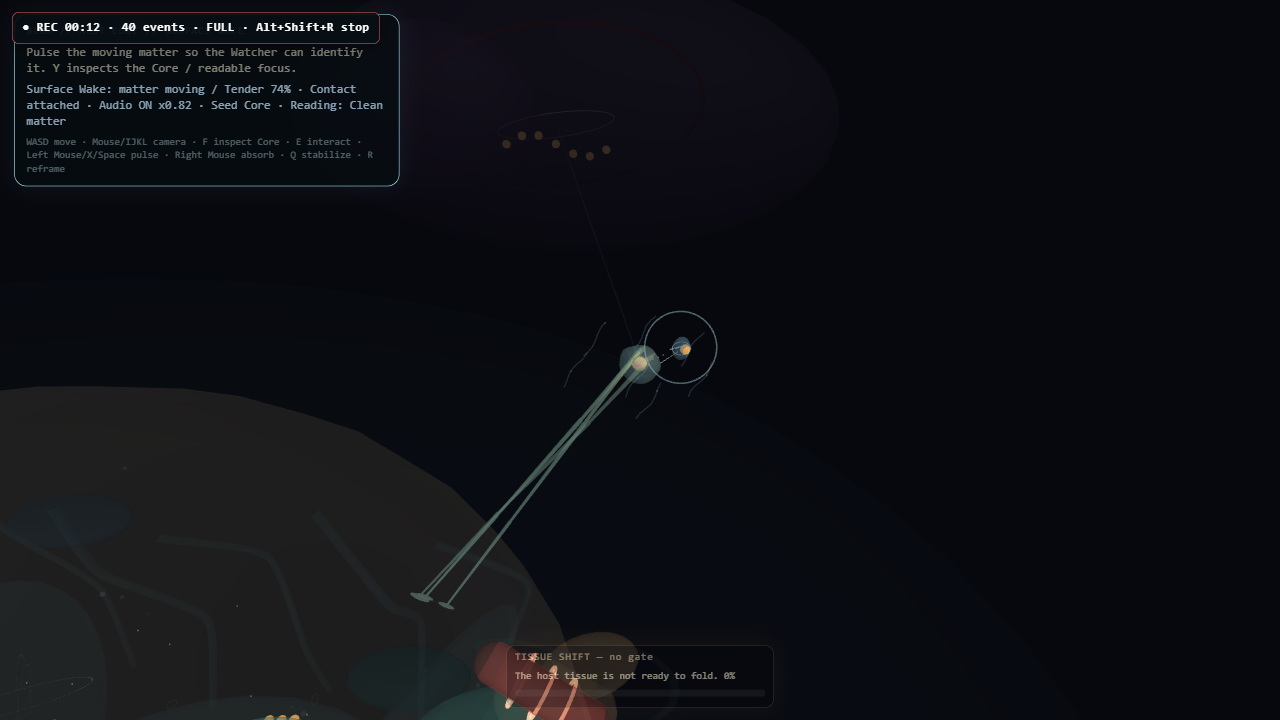 ● REC 00:12 · 40 events · FULL · Alt+Shift+R stop
Pulse the moving matter so the Watcher can identify
it. Y inspects the Core / readable focus.
Surface Wake: matter moving / Tender 74% · Contact
attached · Audio ON x0.82 · Seed Core · Reading: Clean
matter
WASD move · Mouse/IJKL camera · F inspect Core · E interact ·
Left Mouse/X/Space pulse · Right Mouse absorb · Q stabilize · R
reframe
TISSUE SHIFT — no gate
The host tissue is not ready to fold. 0%